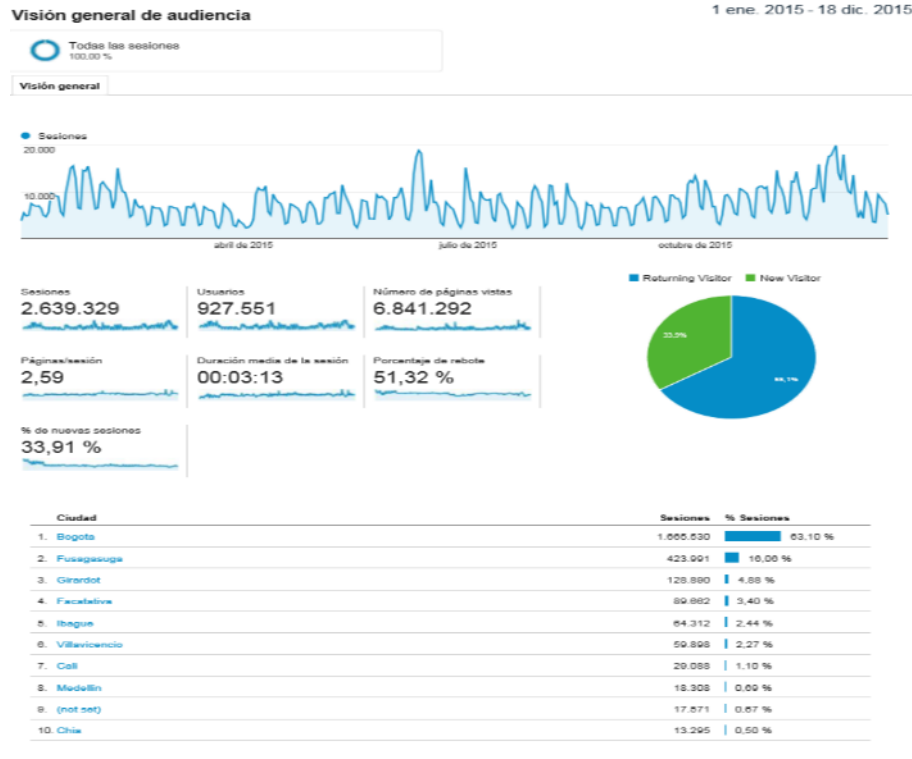 Visión general de audiencia
1 ene. 2015 - 18 dic. 2015
Todas las sesiones
100,00 %
Visión general
Sesiones
20.000
10.000
abril de 2015 julio de 2015 octubre de 2015
Returning Visitor New Visitor
Sesiones Usuarios Número de páginas vistas
2.639.329 927.551 6.841.292
33,9%
66,1%
Páginas/sesión Duración media de la sesión Porcentaje de rebote
2,59 00:03:13 51,32 %
% de nuevas sesiones
33,91 %
Ciudad Sesiones % Sesiones
1. Bogota 1.665.530 63,10 %
2. Fusagasuga 423.991 16,06 %
3. Girardot 128.880 4,88 %
4. Facatativa 89.662 3,40 %
5. Ibague 64.312 2,44 %
6. Villavicencio 59.898 2,27 %
7. Cali 29.088 1,10 %
8. Medellin 18.308 0,69 %
9. (not set) 17.571 0,67 %
10. Chia 13.295 0,50 %